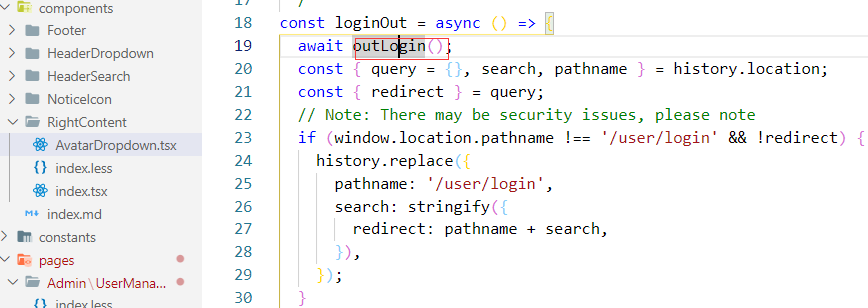 components
Footer
HeaderDropdown
HeaderSearch
NoticeIcon
RightContent
AvatarDropdown.tsx
index.less
index.tsx
index.md
constants
pages
Admin\UserMana...
index.less
17 */
18 const loginOut = async () => {
19 await outLogin();
20 const { query = {}, search, pathname } = history.location;
21 const { redirect } = query;
22 // Note: There may be security issues, please note
23 if (window.location.pathname !== '/user/login' && !redirect) {
24 history.replace({
25 pathname: '/user/login',
26 search: stringify({
27 redirect: pathname + search,
28 }),
29 });
30 }